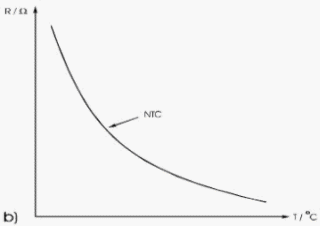 R / Ω
NTC
b)
T / °C